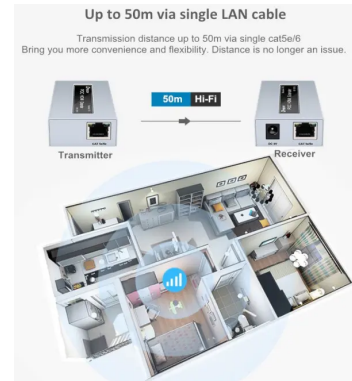 Up to 50m via single LAN cable
Transmission distance up to 50m via single cat5e/6
Bring you more convenience and flexibility. Distance is no longer an issue.
50m Hi-Fi
Transmitter
Receiver